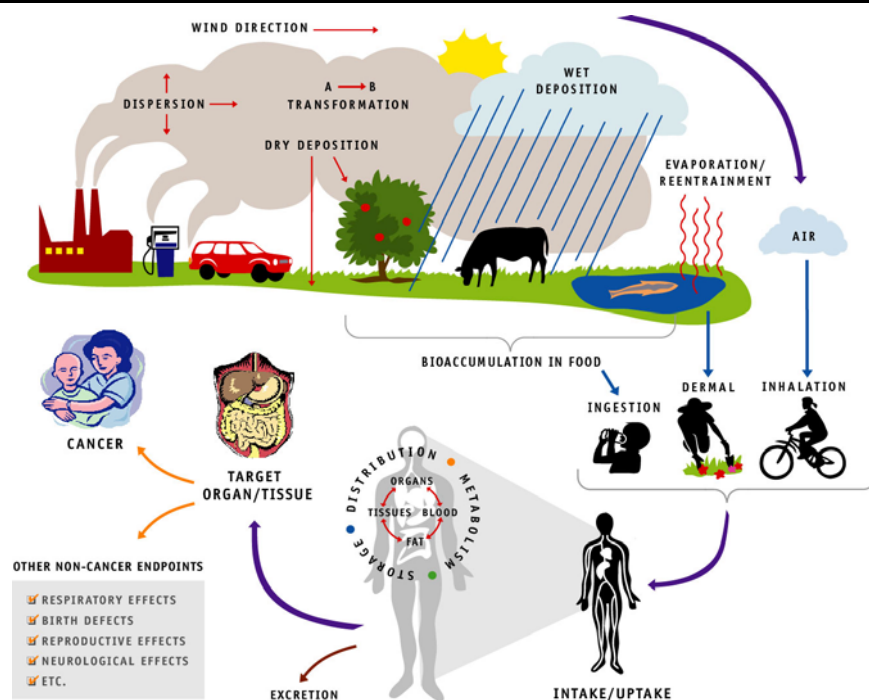 WIND DIRECTION
DISPERSION
A B
TRANSFORMATION
WET
DEPOSITION
DRY DEPOSITION
EVAPORATION/
REENTRAINMENT
AIR
BIOACCUMULATION IN FOOD
INGESTION
DERMAL
INHALATION
CANCER
TARGET
ORGAN/TISSUE
DISTRIBUTION
METABOLISM
STORAGE
ORGANS
TISSUES BLOOD
FAT
OTHER NON-CANCER ENDPOINTS
RESPIRATORY EFFECTS
BIRTH DEFECTS
REPRODUCTIVE EFFECTS
NEUROLOGICAL EFFECTS
ETC.
EXCRETION
INTAKE/UPTAKE